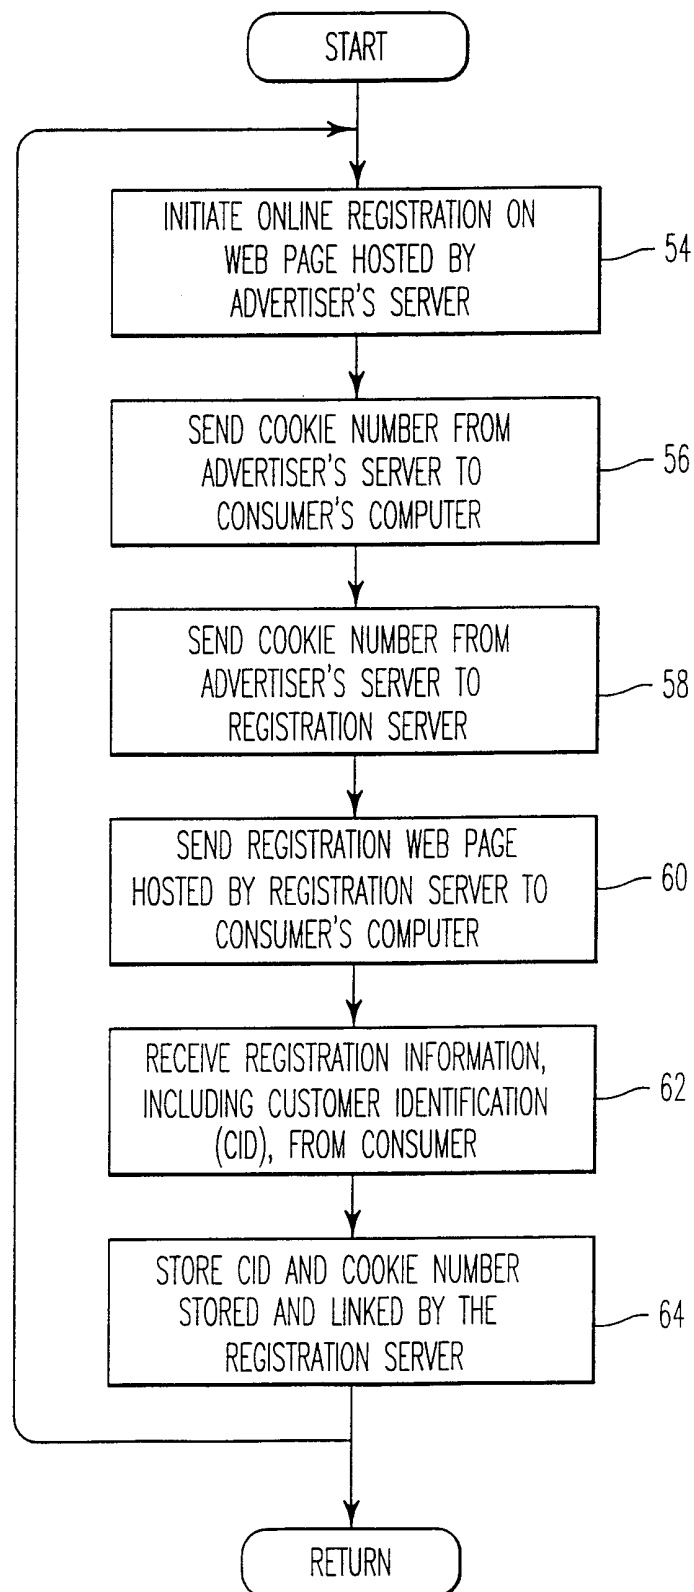 START
INITIATE ONLINE REGISTRATION ON
WEB PAGE HOSTED BY
ADVERTISER'S SERVER
54
SEND COOKIE NUMBER FROM
ADVERTISER'S SERVER TO
CONSUMER'S COMPUTER
56
SEND COOKIE NUMBER FROM
ADVERTISER'S SERVER TO
REGISTRATION SERVER
58
SEND REGISTRATION WEB PAGE
HOSTED BY REGISTRATION SERVER TO
CONSUMER'S COMPUTER
60
RECEIVE REGISTRATION INFORMATION,
INCLUDING CUSTOMER IDENTIFICATION
(CID), FROM CONSUMER
62
STORE CID AND COOKIE NUMBER
STORED AND LINKED BY THE
REGISTRATION SERVER
64
RETURN